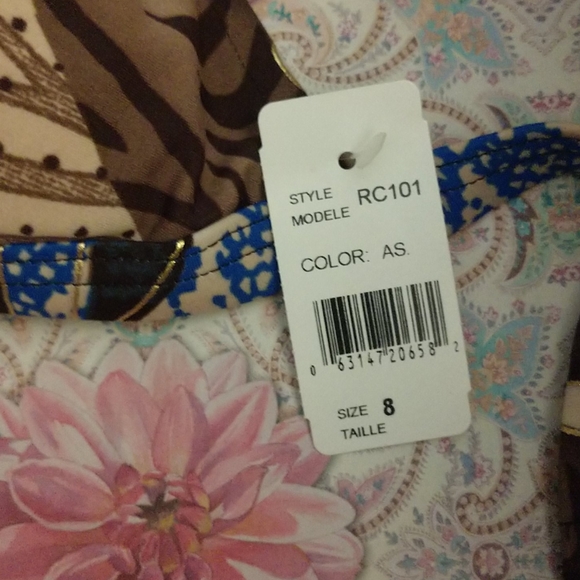 STYLE
MODELE RC101
COLOR: AS.
0 63147 20658 2
SIZE 8
TAILLE